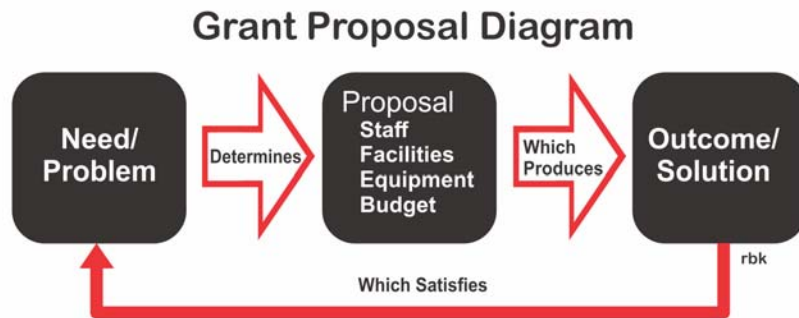 Grant Proposal Diagram
Need/
Problem
Determines
Proposal
Staff
Facilities
Equipment
Budget
Which
Produces
Outcome/
Solution
rbk
Which Satisfies